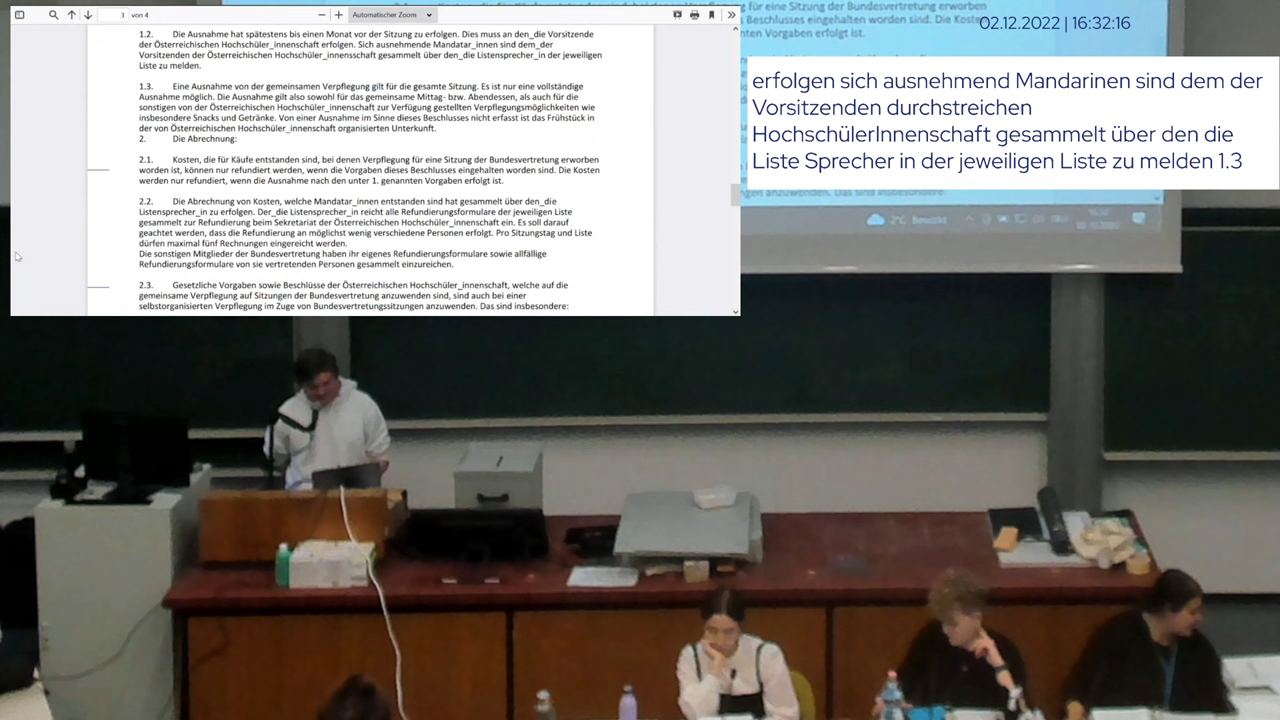 3 von 4 Automatischer Zoom
1.2. Die Ausnahme hat spätestens bis einen Monat vor der Sitzung zu erfolgen. Dies muss an den_die Vorsitzende
der Österreichischen Hochschüler_innenschaft erfolgen. Sich ausnehmende Mandatar_innen sind dem_der
Vorsitzenden der Österreichischen Hochschüler_innensschaft gesammelt über den_die Listensprecher_in der jeweiligen
Liste zu melden.
1.3. Eine Ausnahme von der gemeinsamen Verpflegung gilt für die gesamte Sitzung. Es ist nur eine vollständige
Ausnahme möglich. Die Ausnahme gilt also sowohl für das gemeinsame Mittag- bzw. Abendessen, als auch für die
sonstigen von der Österreichischen Hochschüler_innenschaft zur Verfügung gestellten Verpflegungsmöglichkeiten wie
insbesondere Snacks und Getränke. Von einer Ausnahme im Sinne dieses Beschlusses nicht erfasst ist das Frühstück in
der von Österreichischen Hochschüler_innenschaft organisierten Unterkunft.
2. Die Abrechnung:
2.1. Kosten, die für Käufe entstanden sind, bei denen Verpflegung für eine Sitzung der Bundesvertretung erworben
worden ist, können nur refundiert werden, wenn die Vorgaben dieses Beschlusses eingehalten worden sind. Die Kosten
werden nur refundiert, wenn die Ausnahme nach den unter 1. genannten Vorgaben erfolgt ist.
2.2. Die Abrechnung von Kosten, welche Mandatar_innen entstanden sind hat gesammelt über den_die
Listensprecher_in zu erfolgen. Der_die Listensprecher_in reicht alle Refundierungsformulare der jeweiligen Liste
gesammelt zur Refundierung beim Sekretariat der Österreichischen Hochschüler_innenschaft ein. Es soll darauf
geachtet werden, dass die Refundierung an möglichst wenig verschiedene Personen erfolgt. Pro Sitzungstag und Liste
dürfen maximal fünf Rechnungen eingereicht werden.
Die sonstigen Mitglieder der Bundesvertretung haben ihr eigenes Refundierungsformulare sowie allfällige
Refundierungsformulare von sie vertretenden Personen gesammelt einzureichen.
2.3. Gesetzliche Vorgaben sowie Beschlüsse der Österreichischen Hochschüler_innenschaft, welche auf die
gemeinsame Verpflegung auf Sitzungen der Bundesvertretung anzuwenden sind, sind auch bei einer
selbstorganisierten Verpflegung im Zuge von Bundesvertretungssitzungen anzuwenden. Das sind insbesondere:
02.12.2022 | 16:32:16
erfolgen sich ausnehmend Mandarinen sind dem der
Vorsitzenden durchstreichen
HochschülerInnenschaft gesammelt über den die
Liste Sprecher in der jeweiligen Liste zu melden 1.3
2°C Bewölkt